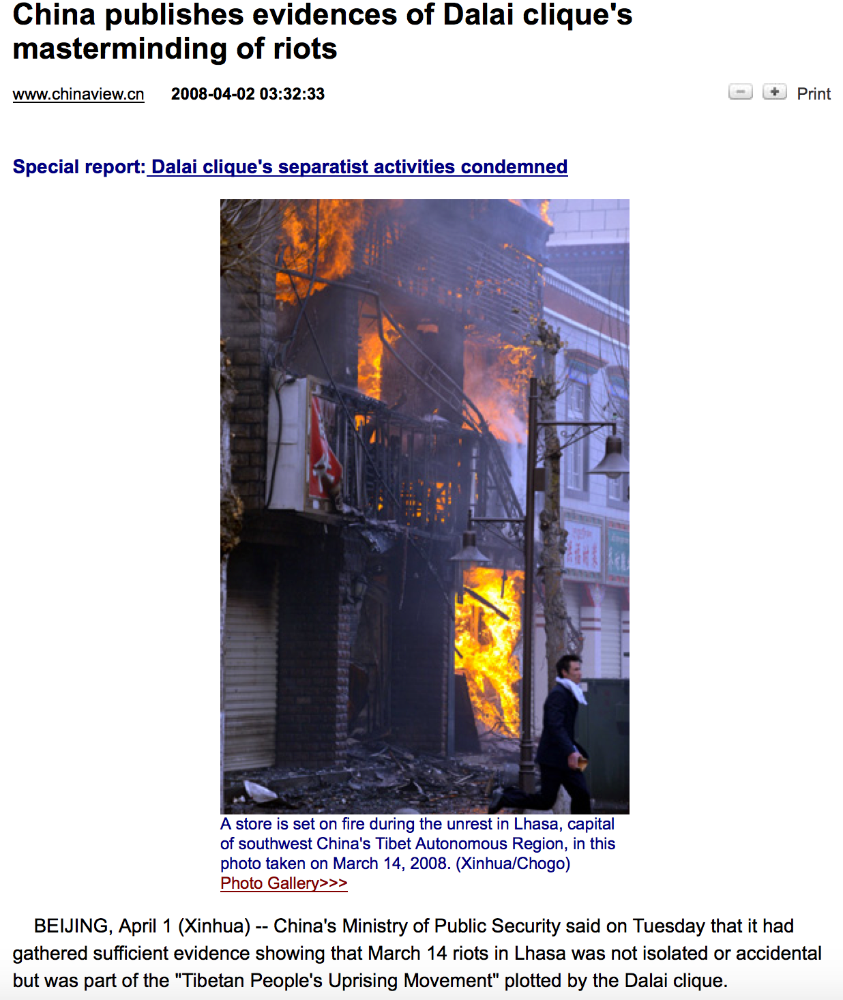 China publishes evidences of Dalai clique's
masterminding of riots
www.chinaview.cn 2008-04-02 03:32:33
Print
Special report: Dalai clique's separatist activities condemned
A store is set on fire during the unrest in Lhasa, capital
of southwest China's Tibet Autonomous Region, in this
photo taken on March 14, 2008. (Xinhua/Chogo)
Photo Gallery>>>
BEIJING, April 1 (Xinhua) -- China's Ministry of Public Security said on Tuesday that it had
gathered sufficient evidence showing that March 14 riots in Lhasa was not isolated or accidental
but was part of the "Tibetan People's Uprising Movement" plotted by the Dalai clique.